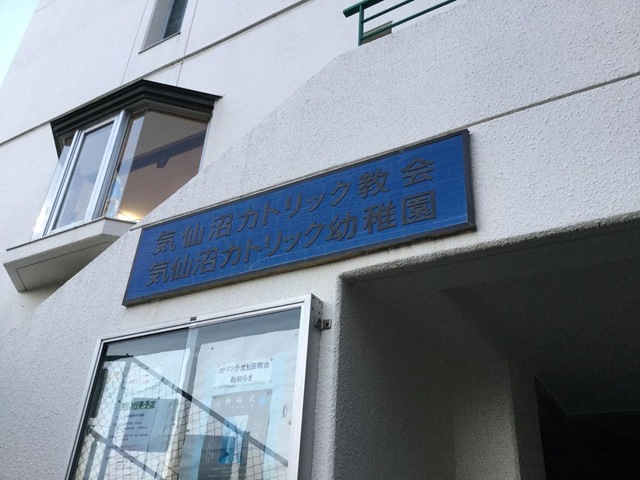 気仙沼カトリック教会
気仙沼カトリック幼稚園
カトリック気仙沼教会
お知らせ